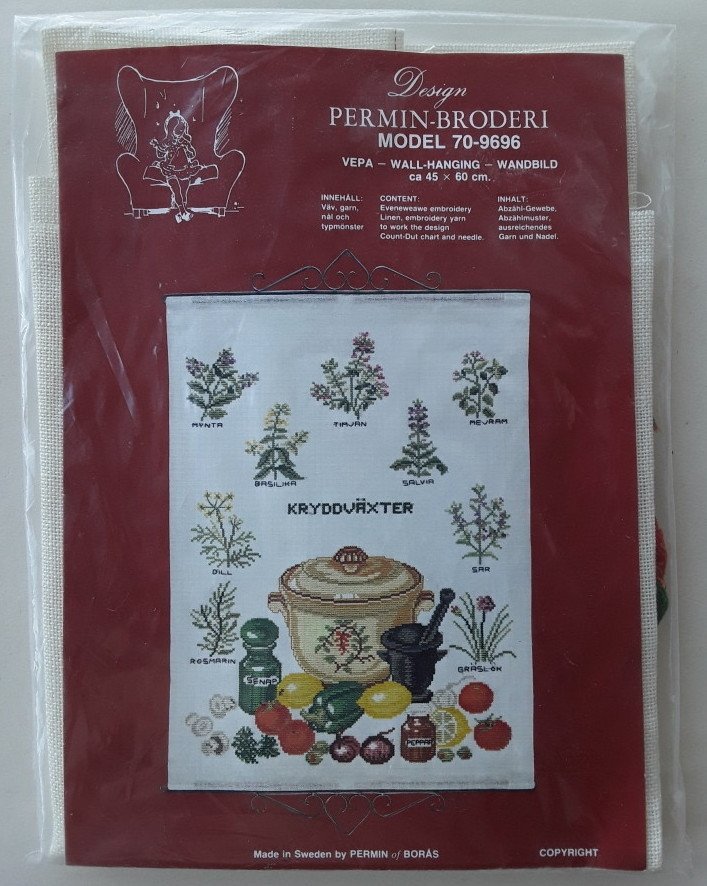 Design
PERMIN-BRODERI
MODEL 70-9696
VEPA – WALL-HANGING – WANDBILD
ca 45 × 60 cm.
INNEHÅLL:
Väv, garn,
nål och
typmönster
CONTENT:
Eveneweawe embroidery
Linen, embroidery yarn
to work the design
Count-Dut chart and needle.
INHALT:
Abzähl-Gewebe,
Abzählmuster,
ausreichendes
Garn und Nadel.
MYNTA
TIMJAN
MEJRAM
BASILIKA
SALVIA
KRYDDVÄXTER
DILL
SAR
ROSMARIN
GRÄSLÖK
SENAP
PEPPAR
Made in Sweden by PERMIN of BORÅS
COPYRIGHT